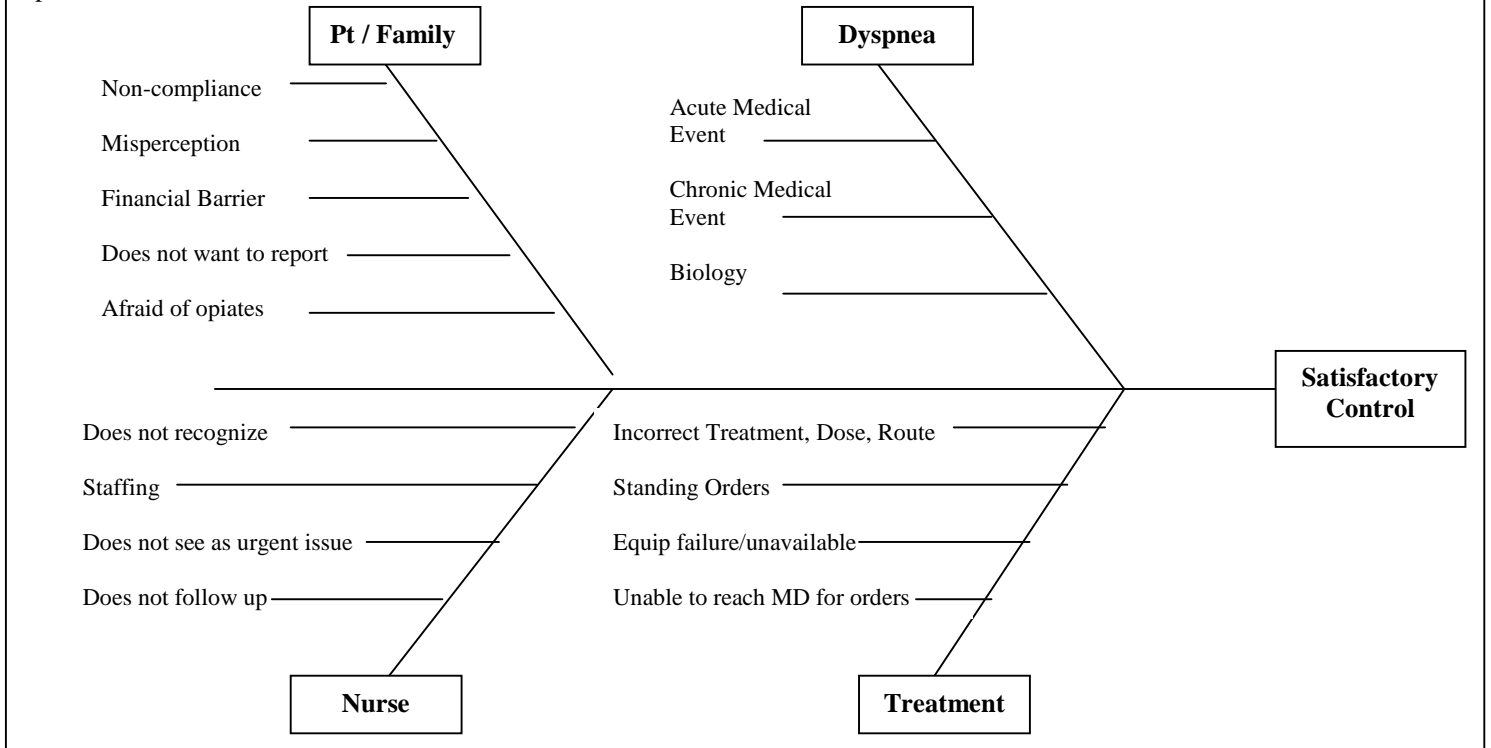 Pt / Family
Dyspnea
Non-compliance
Misperception
Financial Barrier
Does not want to report
Afraid of opiates
Acute Medical
Event
Chronic Medical
Event
Biology
Satisfactory
Control
Does not recognize
Staffing
Does not see as urgent issue
Does not follow up
Incorrect Treatment, Dose, Route
Standing Orders
Equip failure/unavailable
Unable to reach MD for orders
Nurse
Treatment